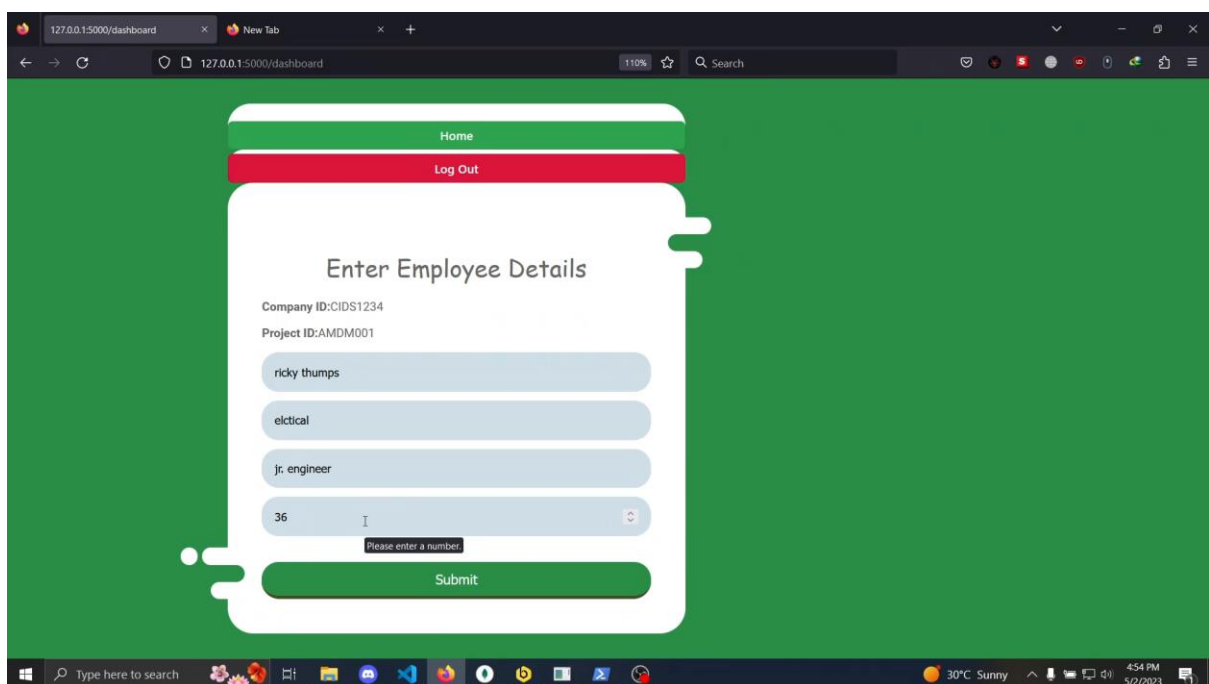 127.0.0.1:5000/dashboard
New Tab
127.0.0.1:5000/dashboard
110%
Search
Home
Log Out
Enter Employee Details
Company ID:CIDS1234
Project ID:AMDM001
ricky thumps
elctical
jr. engineer
36
Please enter a number.
Submit
Type here to search
30°C Sunny
4:54 PM
5/2/2023